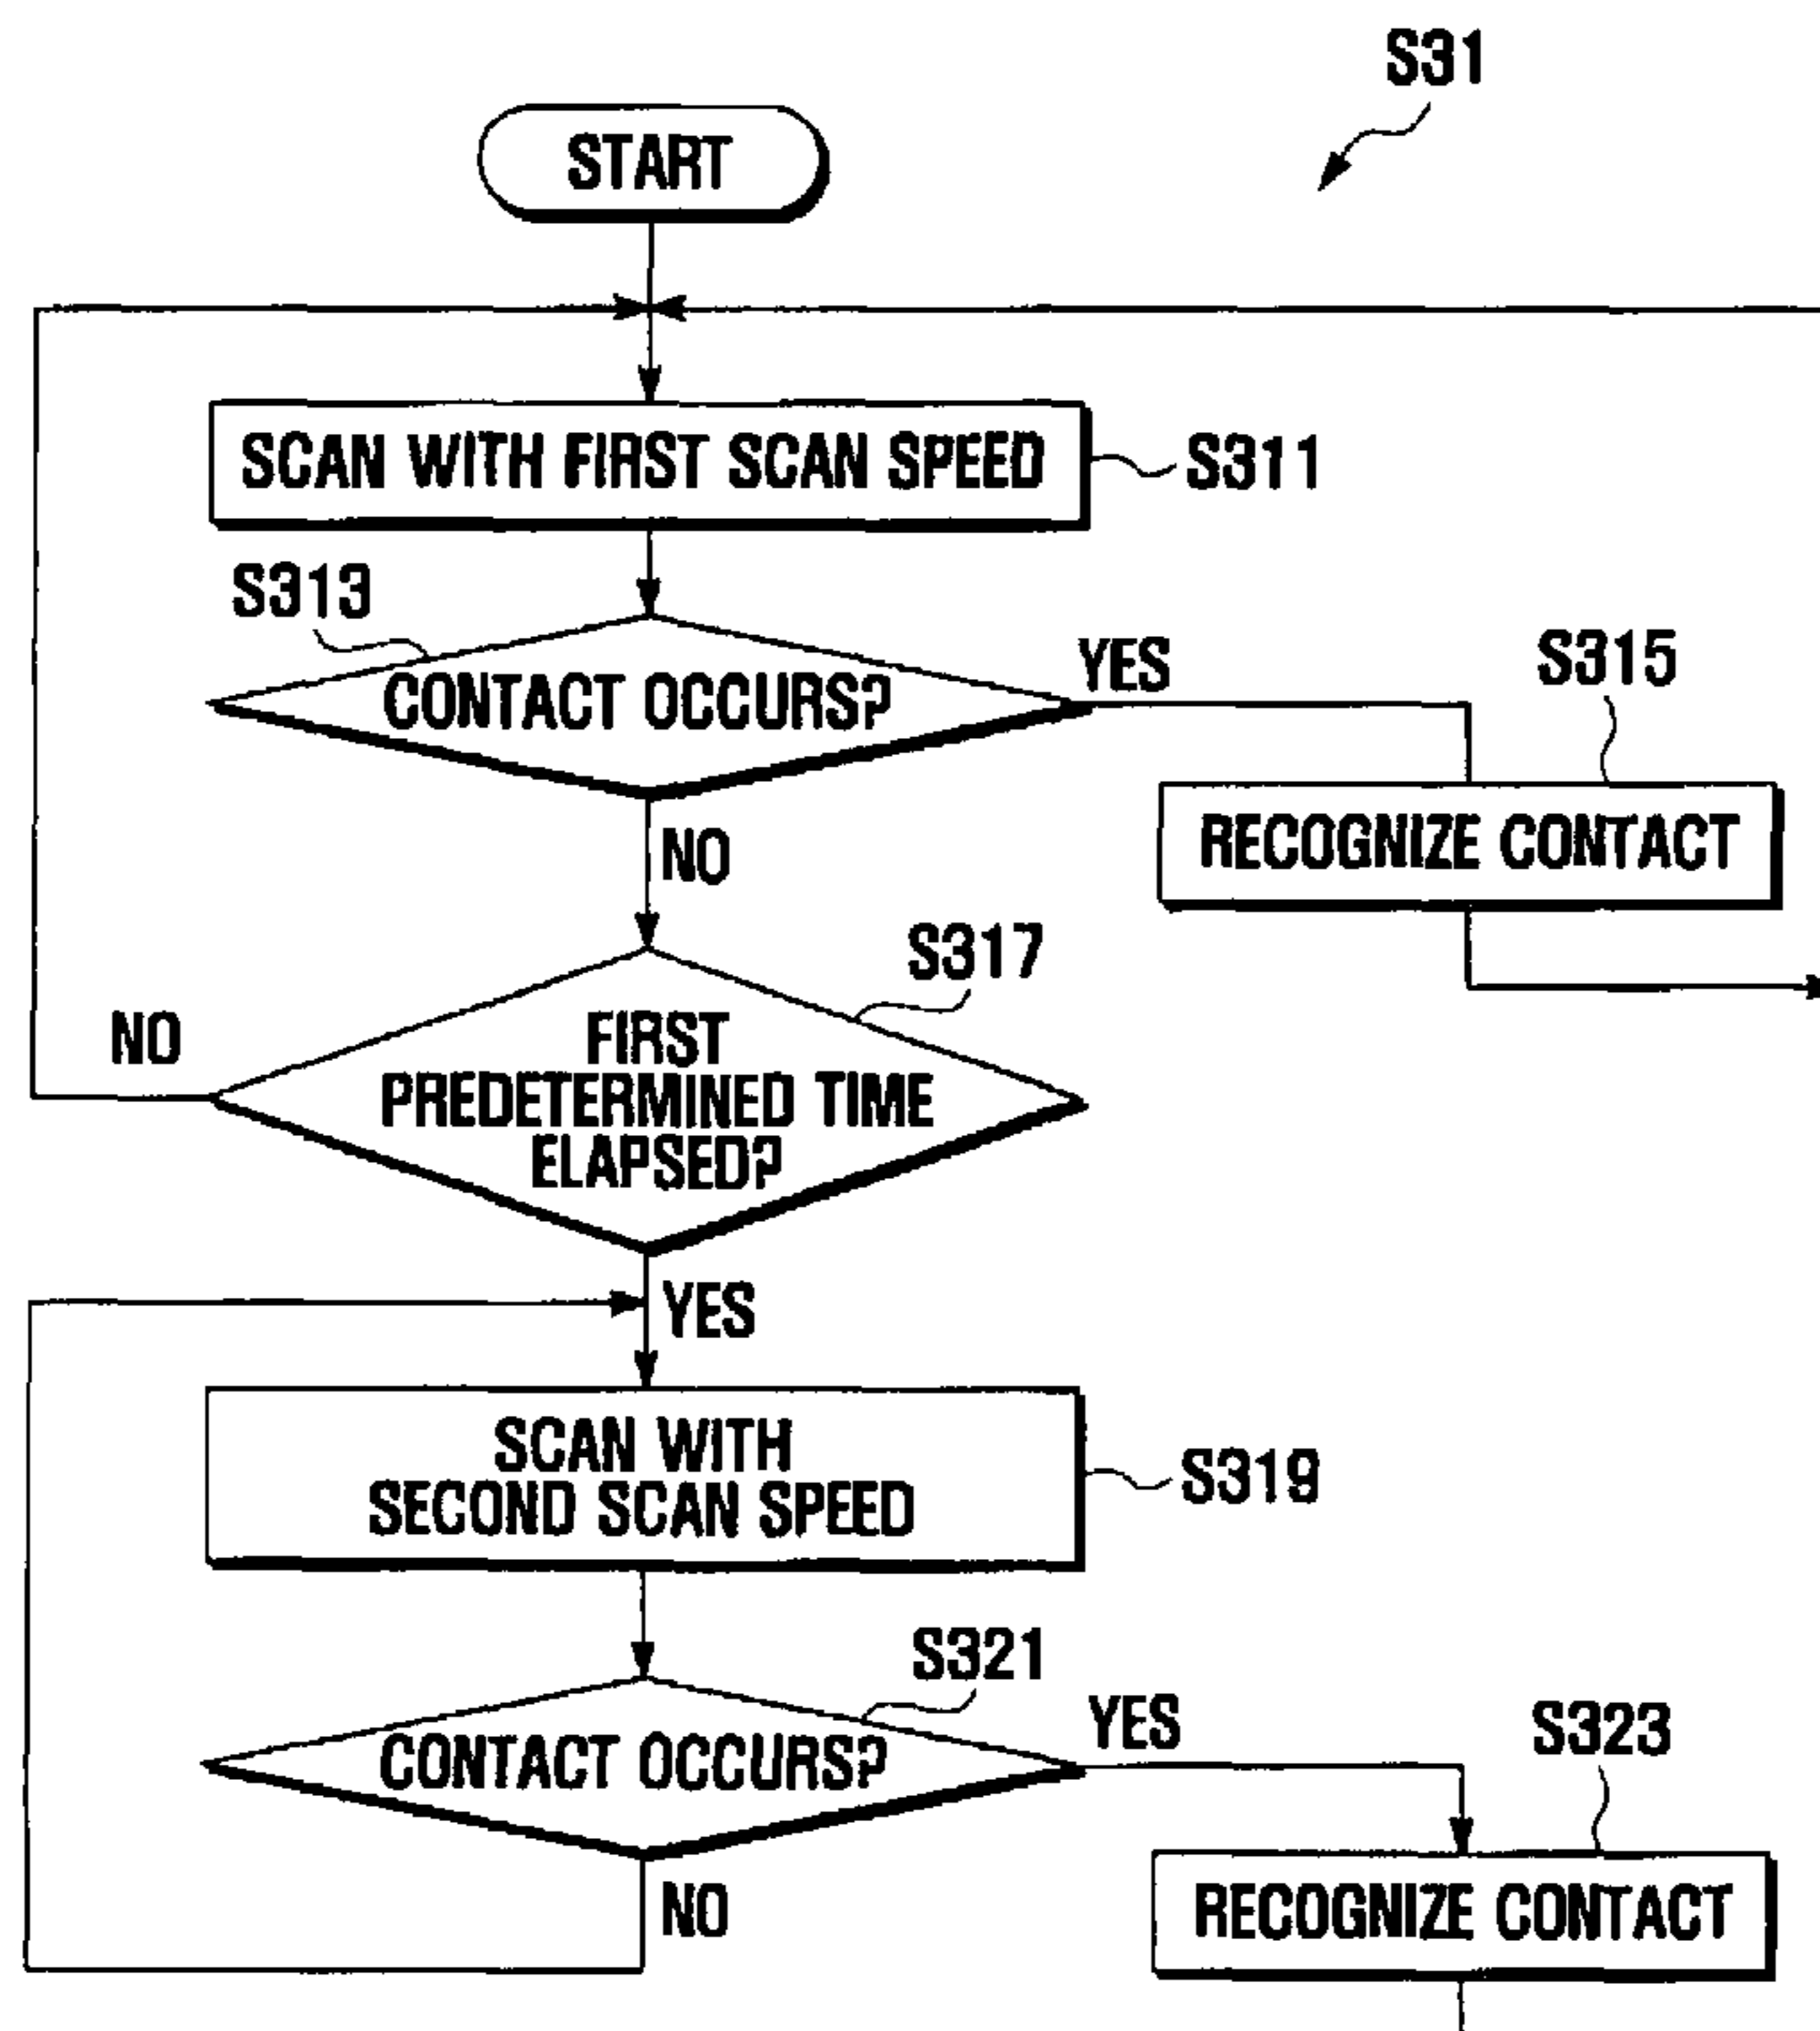 S31
START
SCAN WITH FIRST SCAN SPEED
S311
S313
CONTACT OCCURS?
YES
S315
RECOGNIZE CONTACT
NO
S317
NO
FIRST
PREDETERMINED TIME
ELAPSED?
YES
SCAN WITH
SECOND SCAN SPEED
S319
S321
CONTACT OCCURS?
YES
S323
RECOGNIZE CONTACT
NO